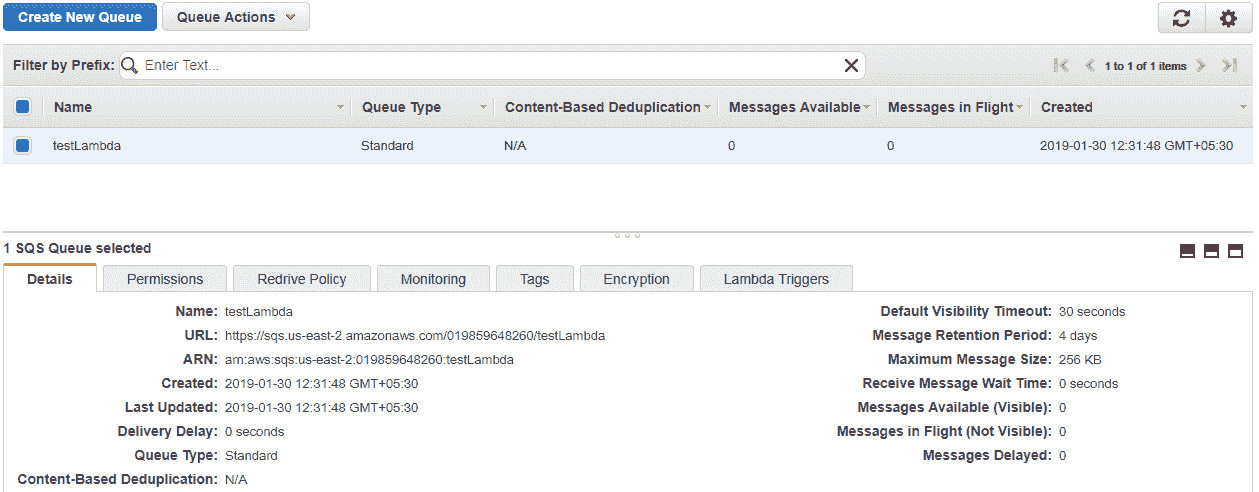 Create New Queue Queue Actions
Filter by Prefix: Enter Text... 1 to 1 of 1 items
Name Queue Type Content-Based Deduplication Messages Available Messages in Flight Created
testLambda Standard N/A 0 0 2019-01-30 12:31:48 GMT+05:30
1 SQS Queue selected
Details Permissions Redrive Policy Monitoring Tags Encryption Lambda Triggers
Name: testLambda Default Visibility Timeout: 30 seconds
URL: https://sqs.us-east-2.amazonaws.com/019859648260/testLambda Message Retention Period: 4 days
ARN: arn:aws:sqs:us-east-2:019859648260:testLambda Maximum Message Size: 256 KB
Created: 2019-01-30 12:31:48 GMT+05:30 Receive Message Wait Time: 0 seconds
Last Updated: 2019-01-30 12:31:48 GMT+05:30 Messages Available (Visible): 0
Delivery Delay: 0 seconds Messages in Flight (Not Visible): 0
Queue Type: Standard Messages Delayed: 0
Content-Based Deduplication: N/A